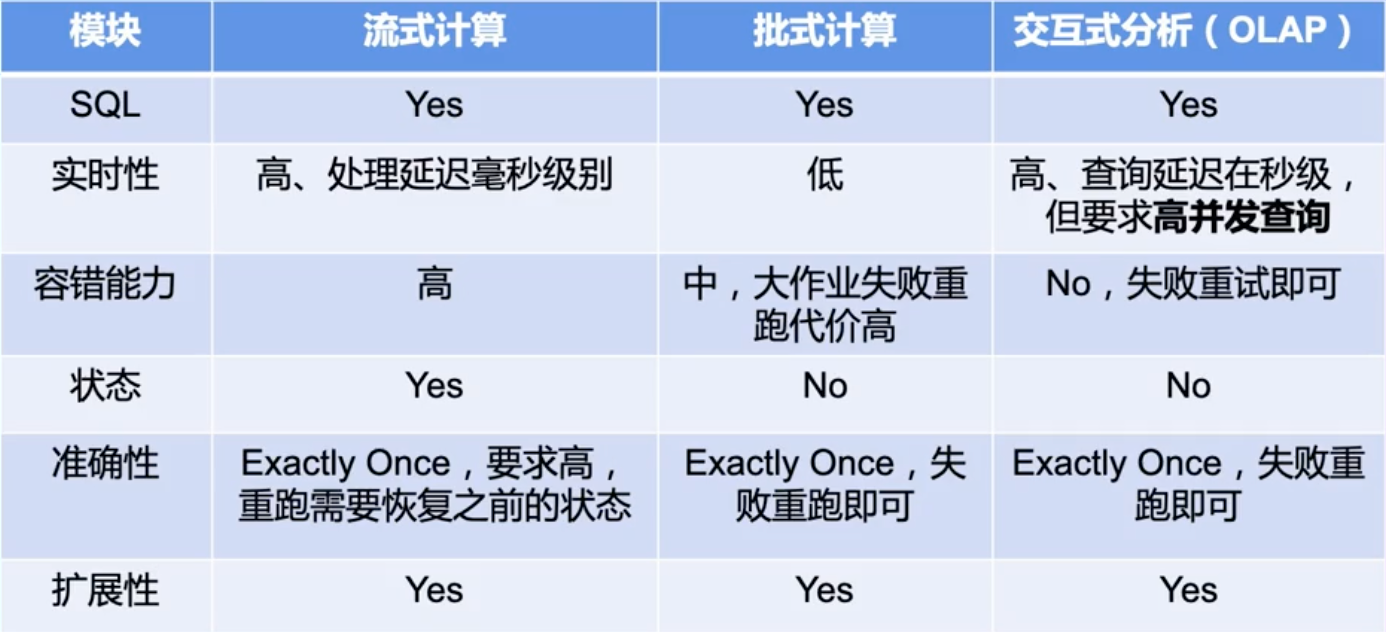 模块 流式计算 批式计算 交互式分析（OLAP）
SQL Yes Yes Yes
实时性 高、处理延迟毫秒级别 低 高、查询延迟在秒级，
但要求高并发查询
容错能力 高 中，大作业失败重 No，失败重试即可
跑代价高
状态 Yes No No
准确性 Exactly Once，要求高， Exactly Once，失 Exactly Once，失败重
重跑需要恢复之前的状态 败重跑即可 跑即可
扩展性 Yes Yes Yes